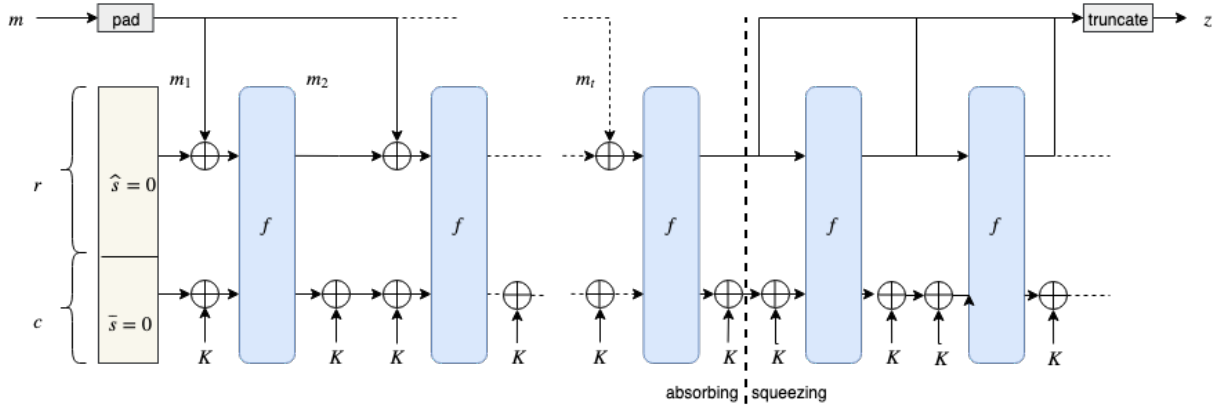 m pad truncate z
m₁ m₂ mₜ
r ŝ = 0 f f f f f
c s̄ = 0
K K K K K K K K K K
absorbing squeezing